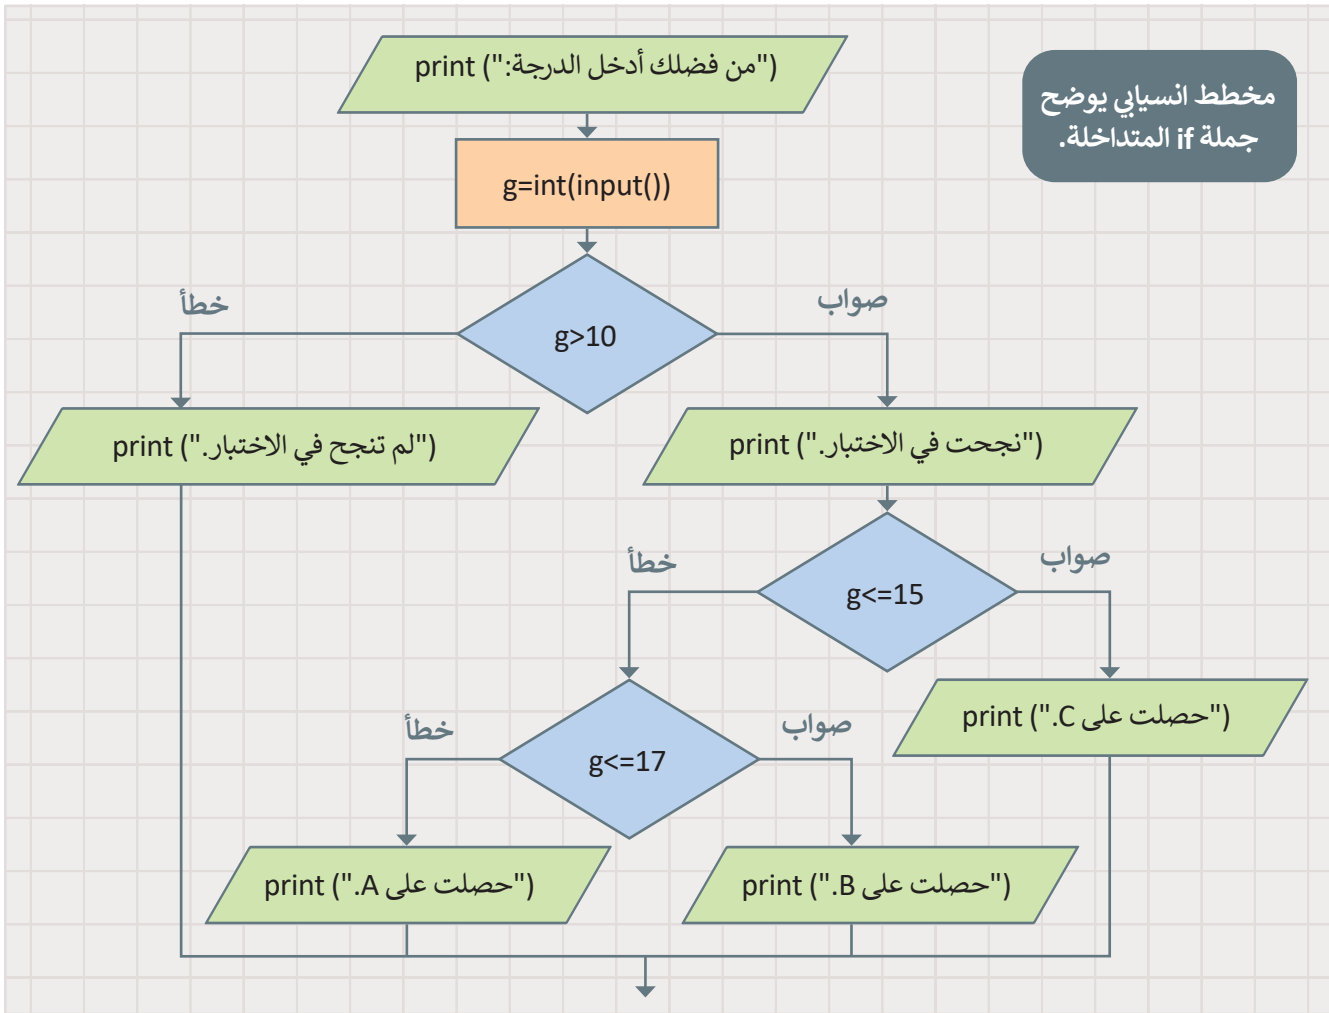 print ("من فضلك أدخل الدرجة:")
مخطط انسيابي يوضح
جملة if المتداخلة.
g=int(input())
g>10
صواب
خطأ
print ("نجحت في الاختبار.")
print ("لم تنجح في الاختبار.")
g<=15
صواب
خطأ
print ("حصلت على C.")
g<=17
صواب
خطأ
print ("حصلت على B.")
print ("حصلت على A.")